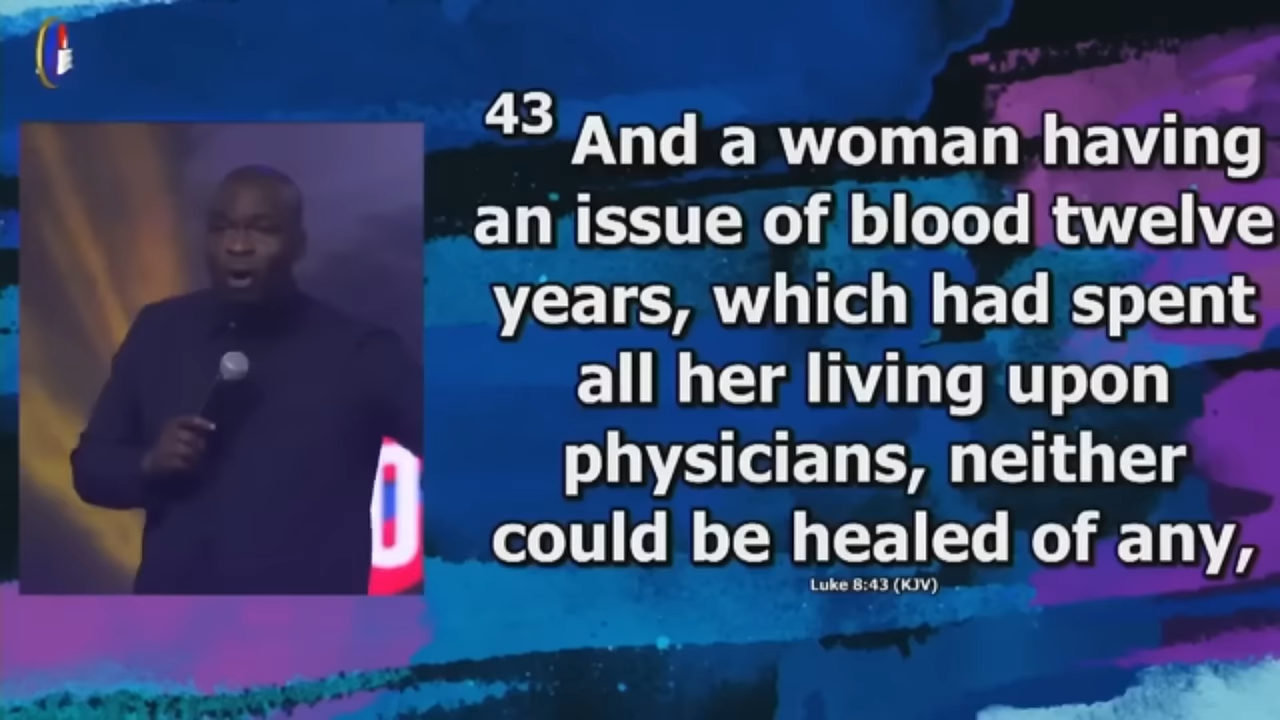 43 And a woman having
an issue of blood twelve
years, which had spent
all her living upon
physicians, neither
could be healed of any,
Luke 8:43 (KJV)